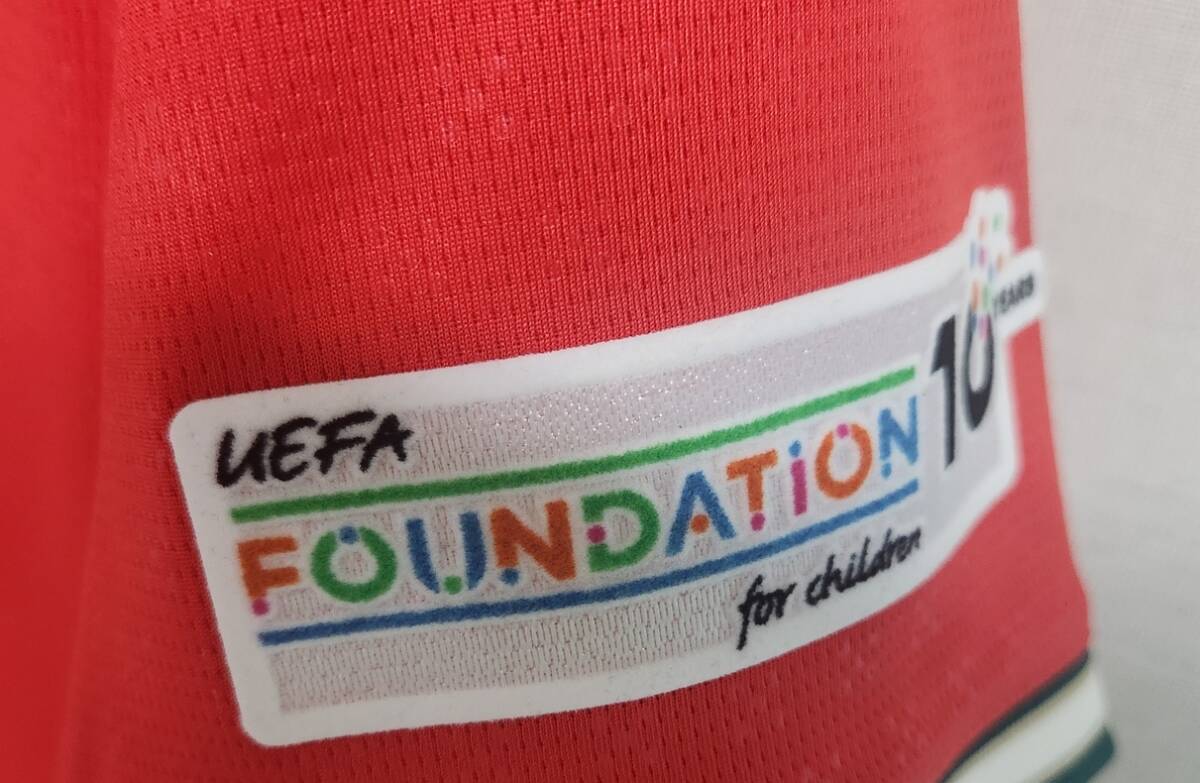 UEFA
FOUNDATION
for children
10
YEARS